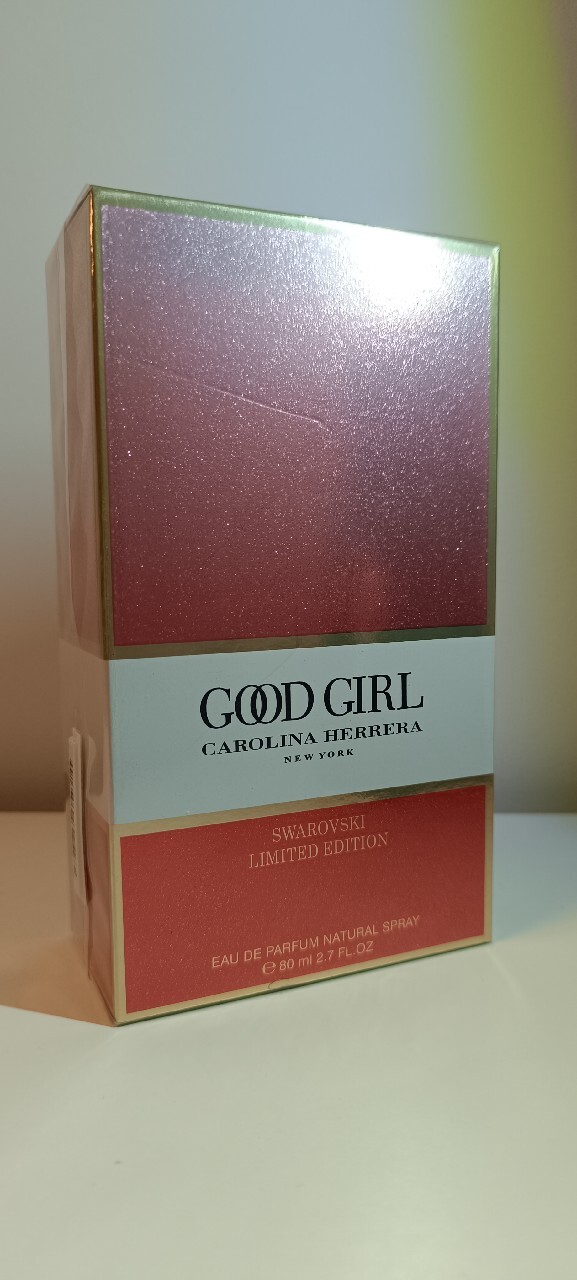 GOOD GIRL
CAROLINA HERRERA
NEW YORK
SWAROVSKI
LIMITED EDITION
EAU DE PARFUM NATURAL SPRAY
℮ 80 ml 2.7 FL.OZ